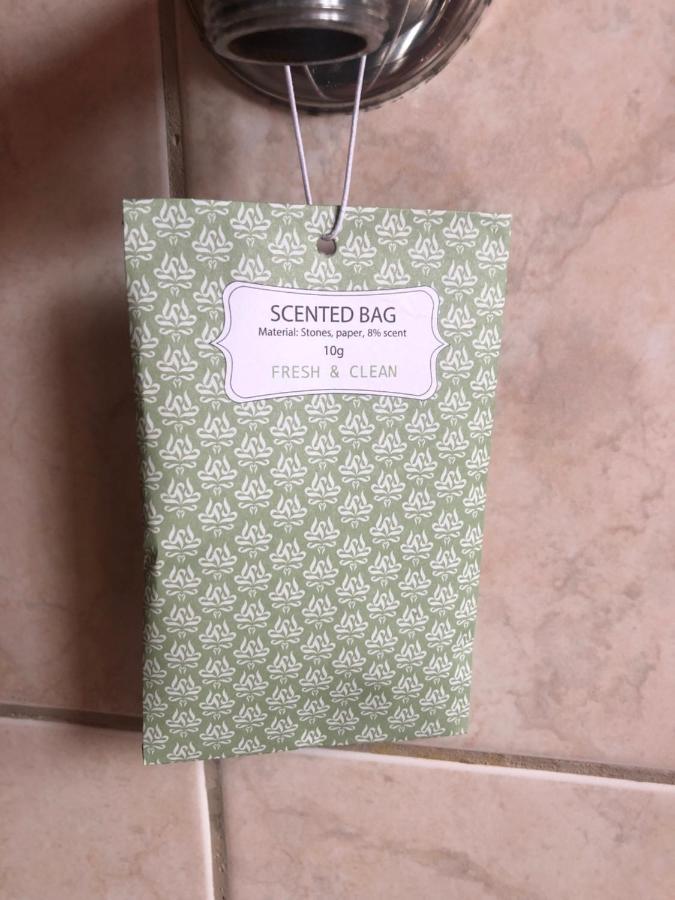 SCENTED BAG
Material: Stones, paper, 8% scent
10g
FRESH & CLEAN